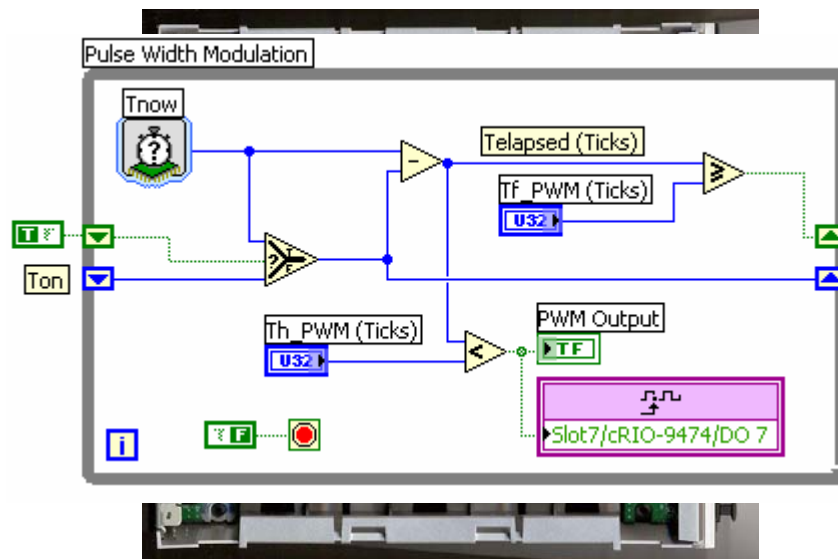 Pulse Width Modulation
Tnow
?
Telapsed (Ticks)
Tf_PWM (Ticks)
U32
T
?
T
F
Ton
Th_PWM (Ticks)
U32
PWM Output
TF
Slot7/cRIO-9474/DO 7
F
i